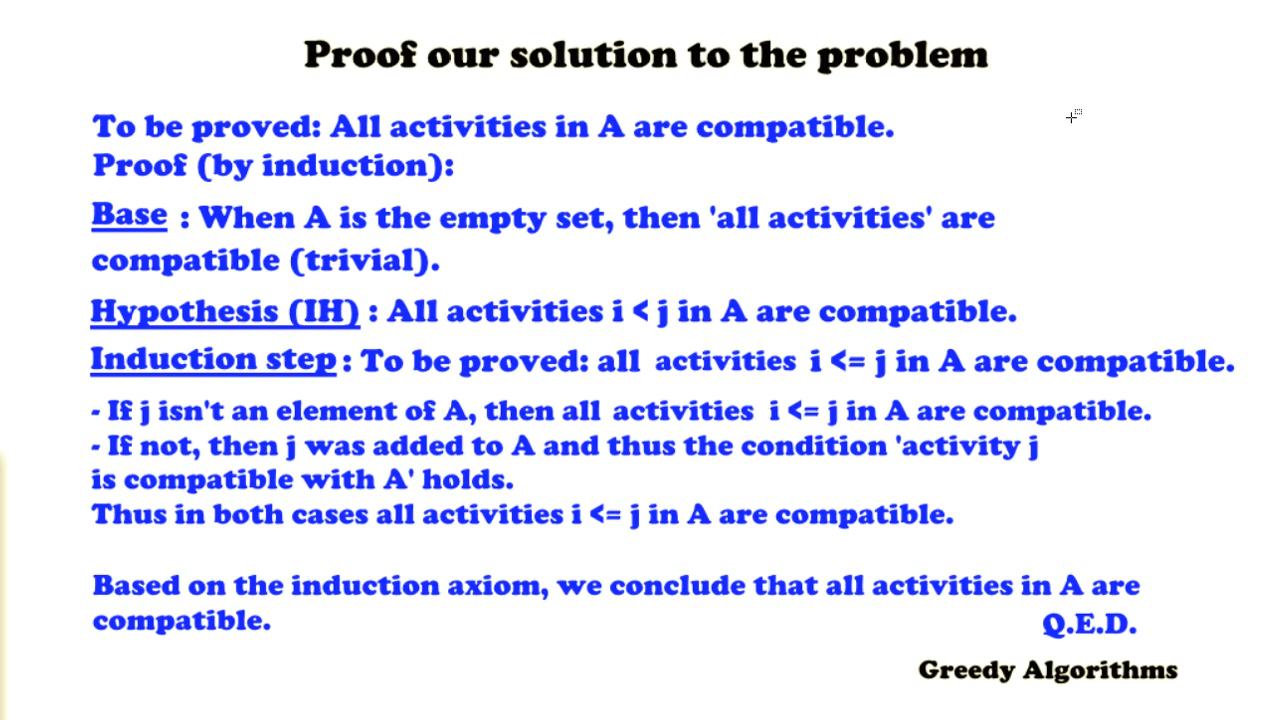 Proof our solution to the problem
To be proved: All activities in A are compatible.
Proof (by induction):
Base : When A is the empty set, then 'all activities' are
compatible (trivial).
Hypothesis (IH) : All activities i < j in A are compatible.
Induction step : To be proved: all activities i <= j in A are compatible.
- If j isn't an element of A, then all activities i <= j in A are compatible.
- If not, then j was added to A and thus the condition 'activity j
is compatible with A' holds.
Thus in both cases all activities i <= j in A are compatible.
Based on the induction axiom, we conclude that all activities in A are
compatible.
Q.E.D.
Greedy Algorithms